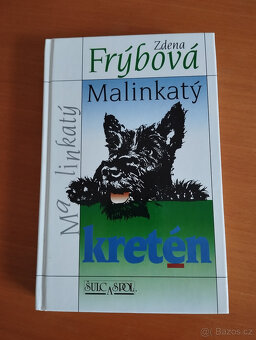 Zdena
Frýbová
Malinkatý
Malinkatý
kretén
ŠULC A SPOL.
Bazos.cz